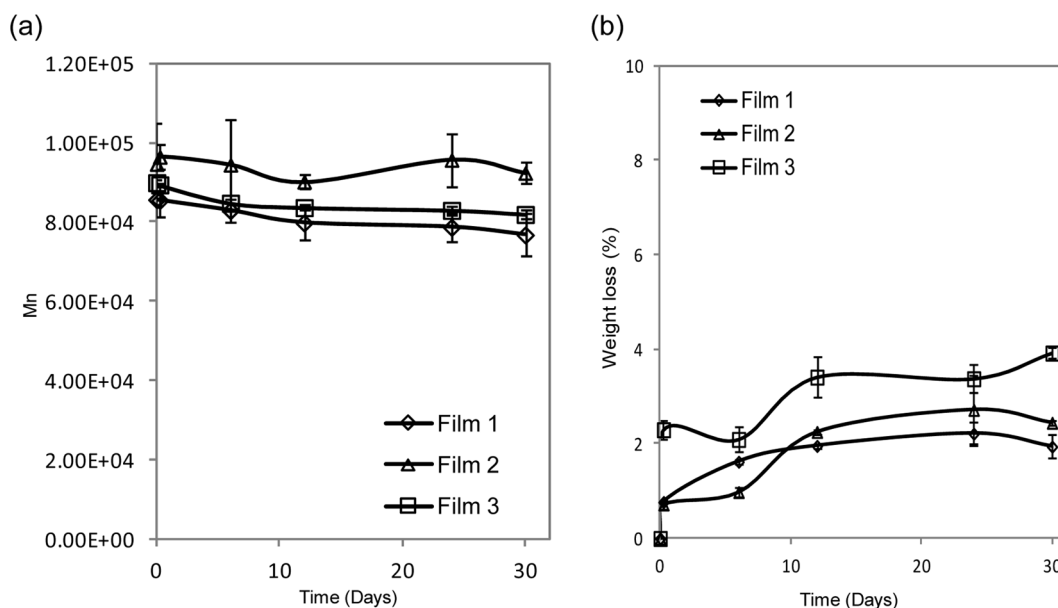 (a)
1.20E+05
1.00E+05
8.00E+04
6.00E+04
4.00E+04
2.00E+04
0.00E+00
Mn
Film 1
Film 2
Film 3
0 10 20 30
Time (Days)
(b)
10
8
6
4
2
0
Weight loss (%)
Film 1
Film 2
Film 3
0 10 20 30
Time (Days)